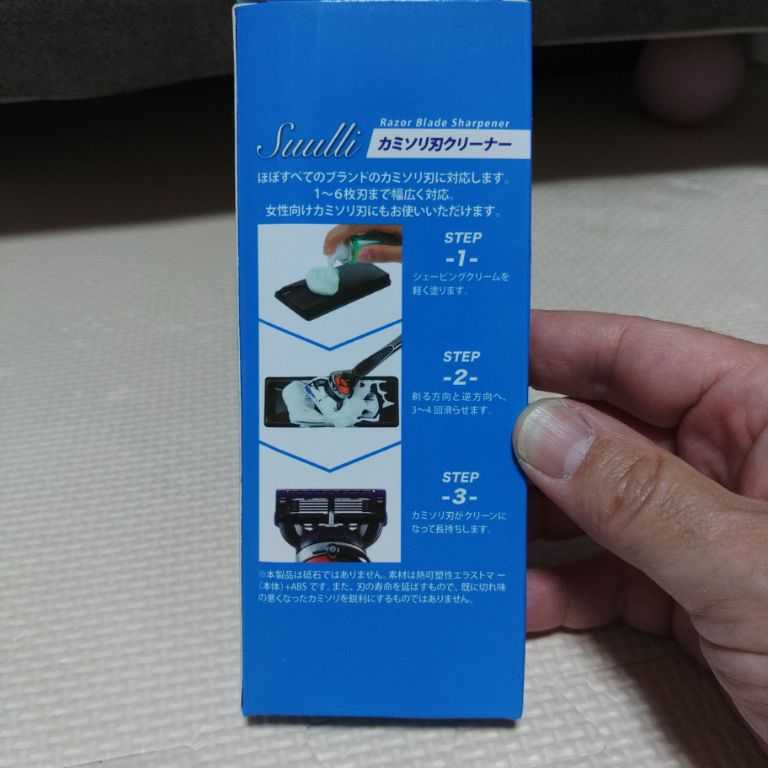 Razor Blade Sharpener
Suulli カミソリ刃クリーナー
ほぼすべてのブランドのカミソリ刃に対応します。
1〜6枚刃まで幅広く対応。
女性向けカミソリ刃にもお使いいただけます。
STEP
-1-
シェービングクリームを
軽く塗ります。
STEP
-2-
剃る方向と逆方向へ、
3〜4回滑らせます。
STEP
-3-
カミソリ刃がクリーンに
なって長持ちします。
※本製品は砥石ではありません。素材は熱可塑性エラストマー
(本体)+ABSです。また、刃の寿命を延ばすもので、既に切れ味
の悪くなったカミソリを鋭利にするものではありません。